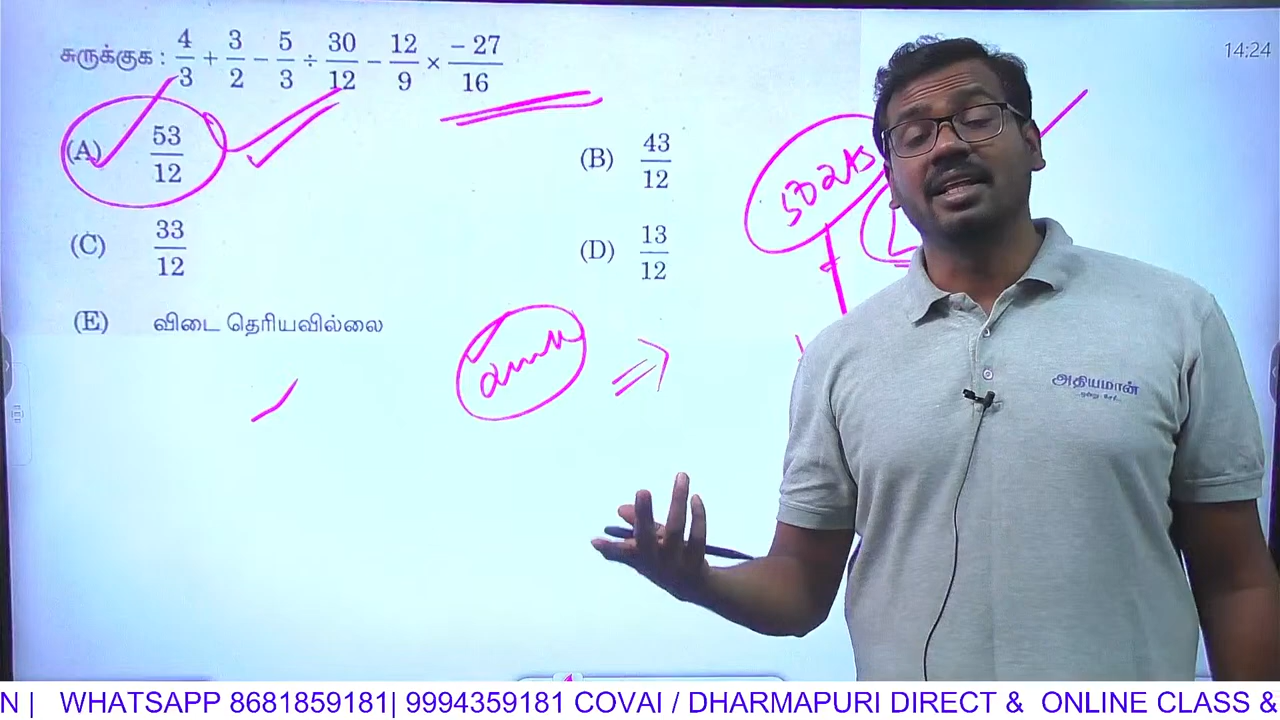 14:24
சுருக்குக : 4/3 + 3/2 − 5/3 ÷ 30/12 − 12/9 × −27/16
(A) 53/12
(B) 43/12
(C) 33/12
(D) 13/12
(E) விடை தெரியவில்லை
அதியமான்
N | WHATSAPP 8681859181| 9994359181 COVAI / DHARMAPURI DIRECT & ONLINE CLASS &